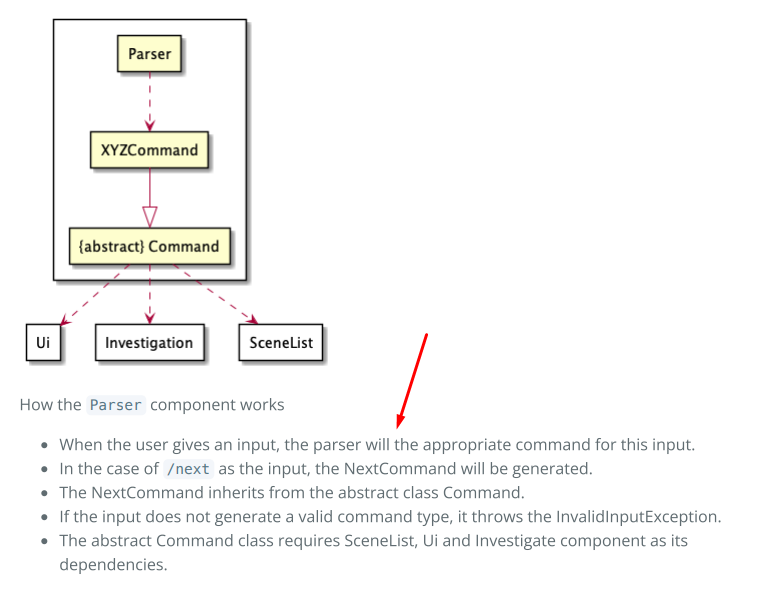 Parser
XYZCommand
{abstract} Command
Ui
Investigation
SceneList
How the Parser component works
When the user gives an input, the parser will the appropriate command for this input.
In the case of /next as the input, the NextCommand will be generated.
The NextCommand inherits from the abstract class Command.
If the input does not generate a valid command type, it throws the InvalidInputException.
The abstract Command class requires SceneList, Ui and Investigate component as its
dependencies.